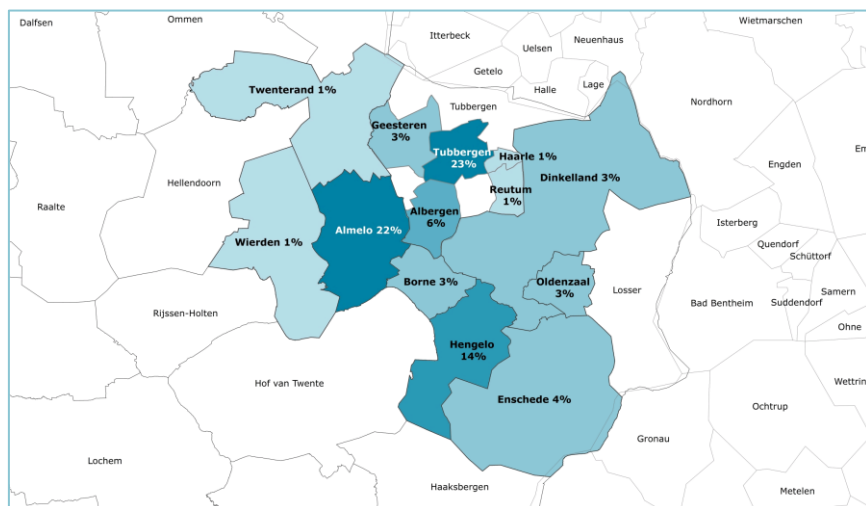 Dalfsen
Ommen
Wietmarschen
Itterbeck
Uelsen
Neuenhaus
Getelo
Halle
Lage
Twenterand 1%
Tubbergen
Nordhorn
Geesteren
3%
Tubbergen
23%
Haarle 1%
Dinkelland 3%
Engden
Em
Hellendoorn
Reutum
1%
Raalte
Albergen
6%
Almelo 22%
Wierden 1%
Isterberg
Quendorf
Schüttorf
Borne 3%
Oldenzaal
3%
Losser
Samern
Bad Bentheim
Suddendorf
Rijssen-Holten
Ohne
Hengelo
14%
Hof van Twente
Wettrin
Enschede 4%
Ochtrup
Gronau
Lochem
Haaksbergen
Metelen